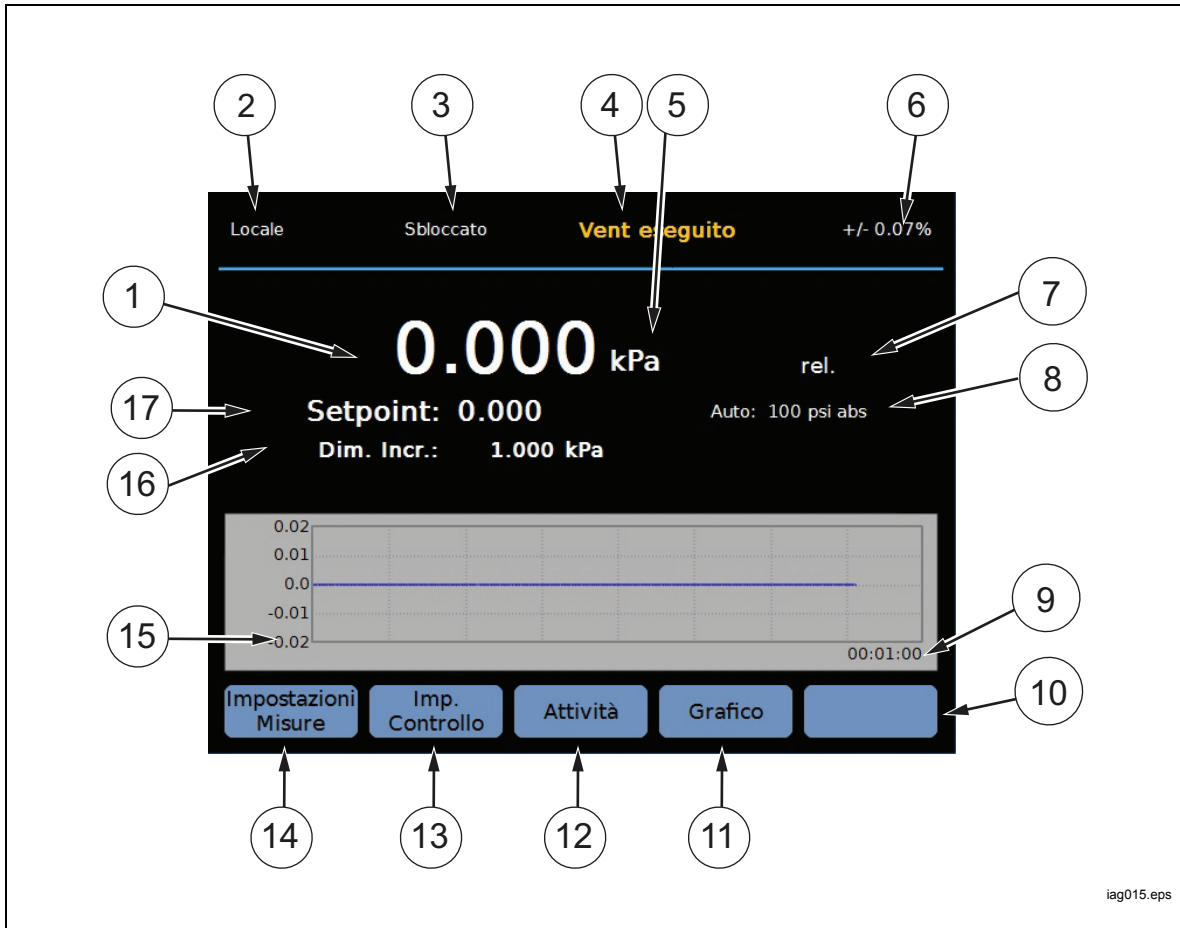 2 3 4 5 6
Locale Sbloccato Vent eseguito +/- 0.07%
1 0.000 kPa rel. 7
17 Setpoint: 0.000 Auto: 100 psi abs 8
16 Dim. Incr.: 1.000 kPa
0.02
0.01
0.0
-0.01
15 -0.02
00:01:00 9
Impostazioni Misure
Imp. Controllo
Attività
Grafico
10
14 13 12 11
iag015.eps